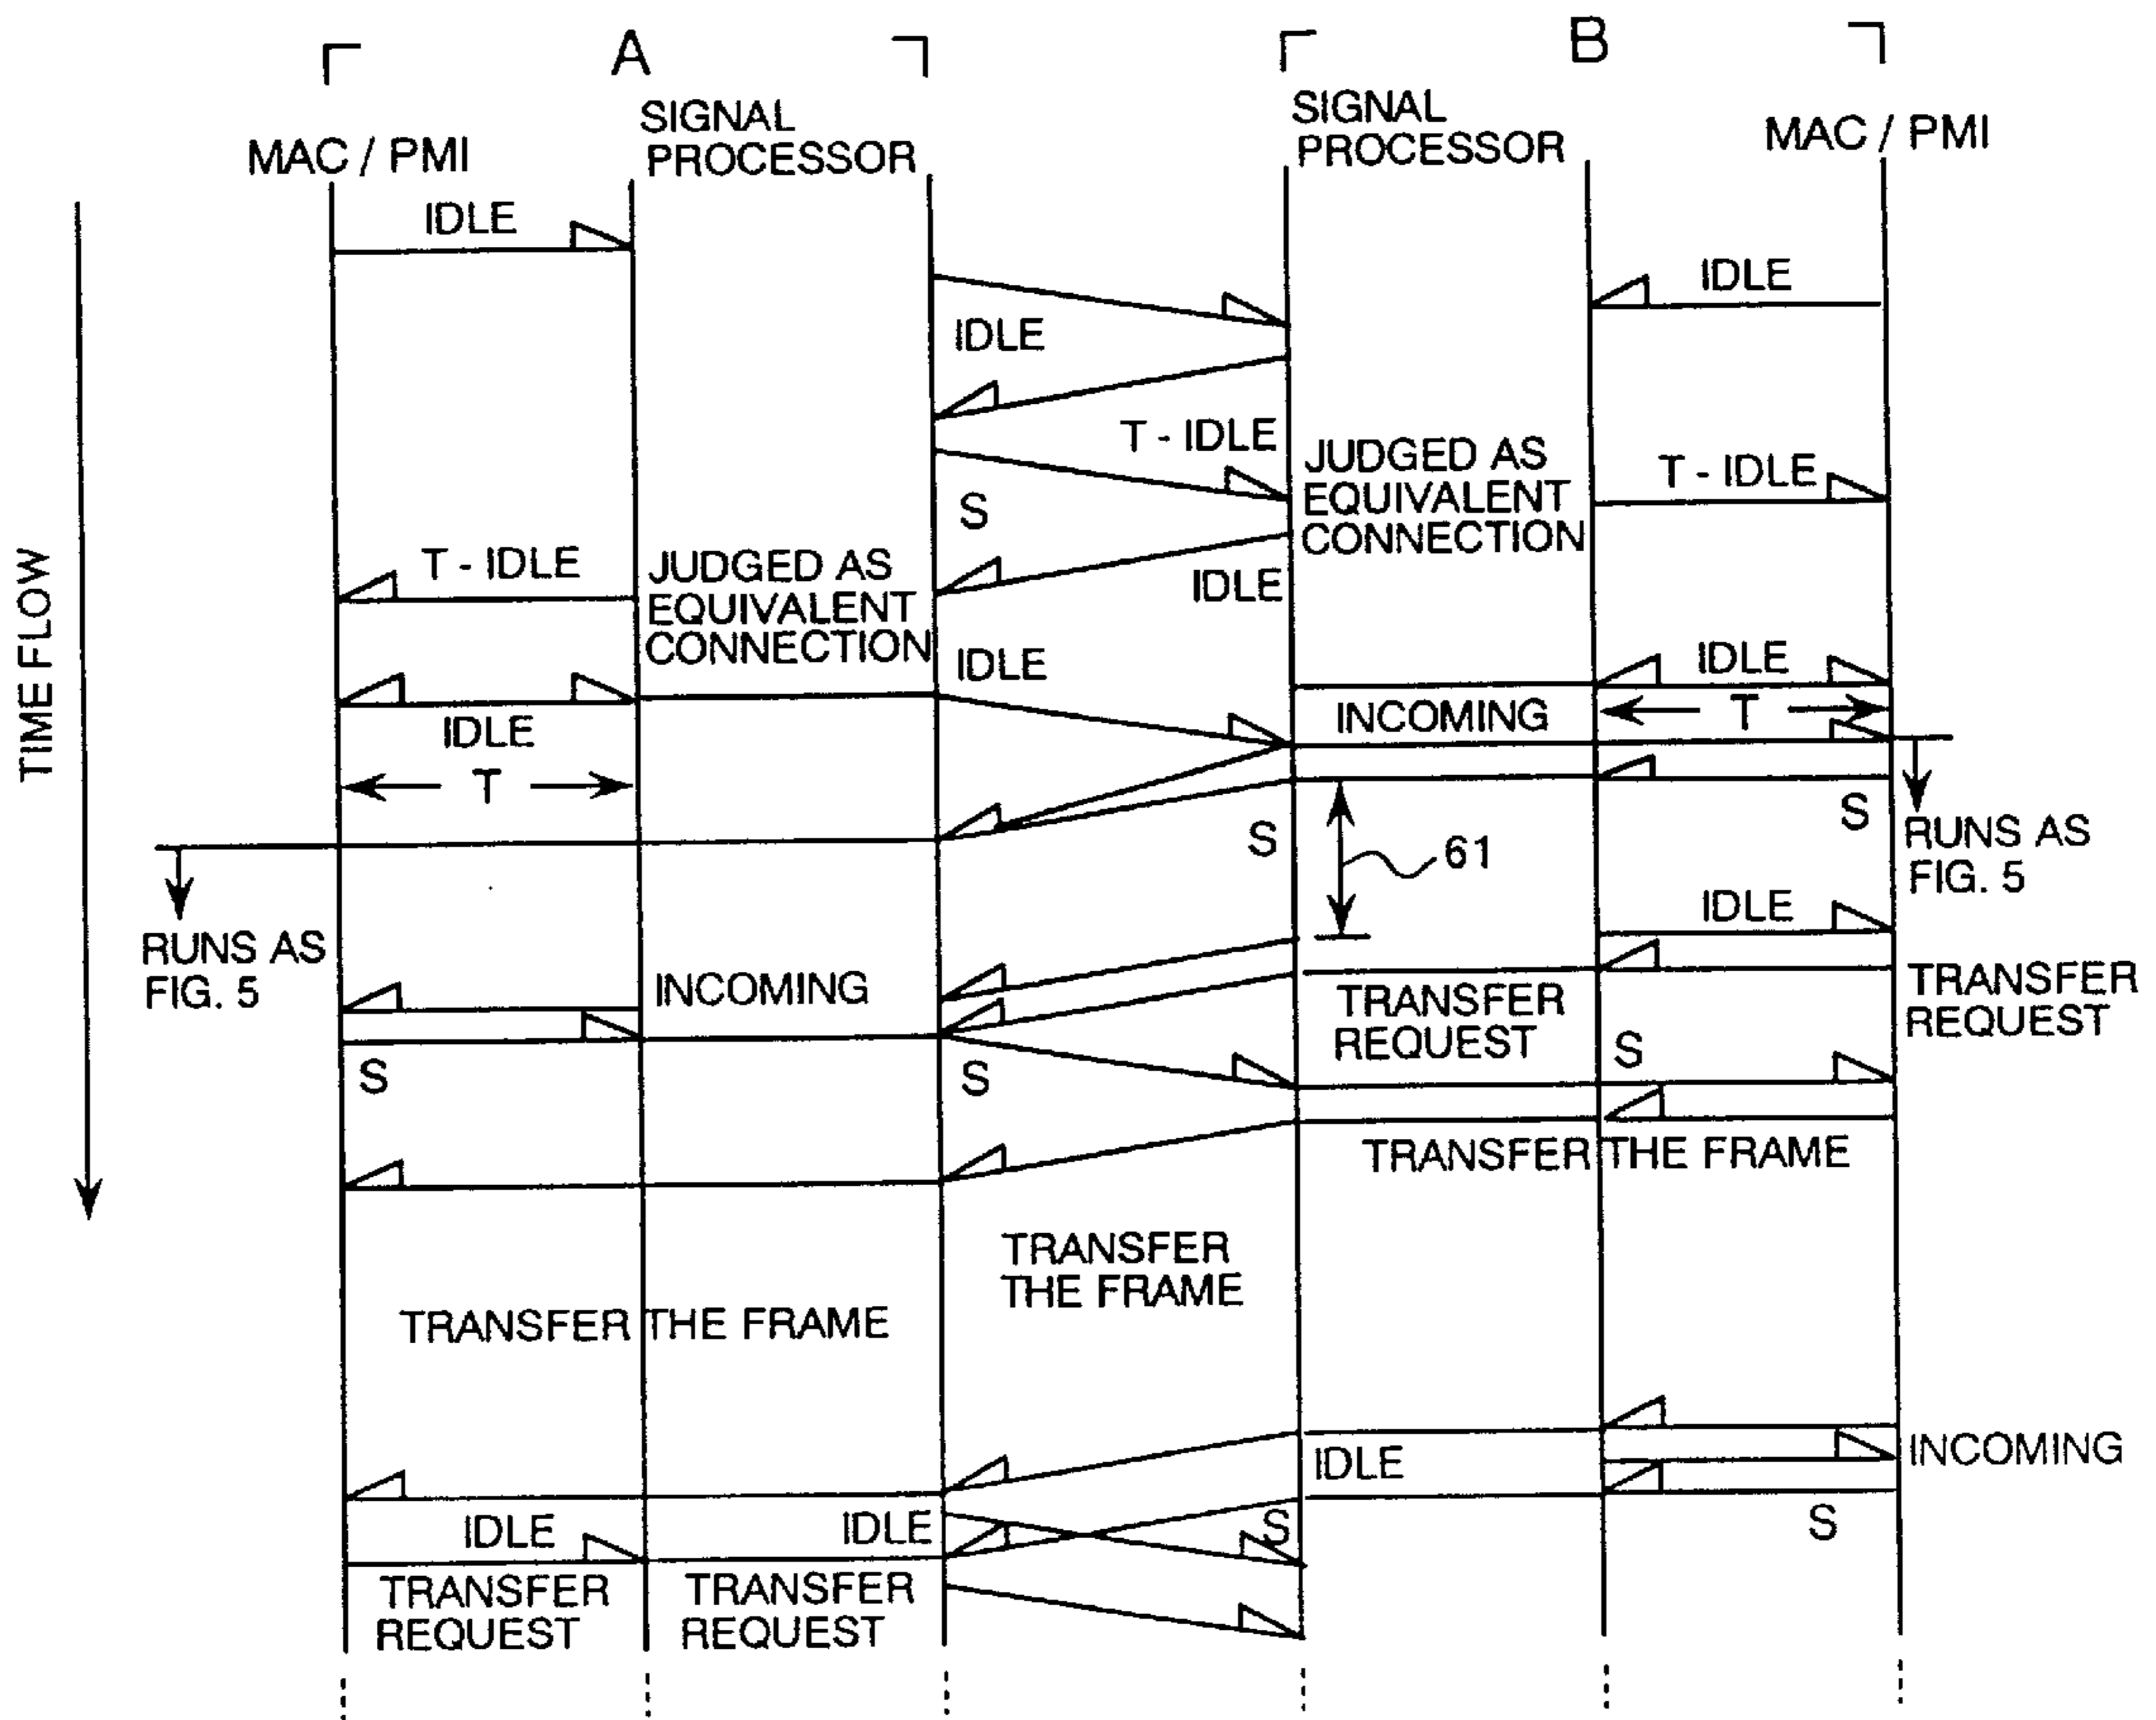 A
B
MAC / PMI
SIGNAL
PROCESSOR
SIGNAL
PROCESSOR
MAC / PMI
IDLE
IDLE
IDLE
T - IDLE
JUDGED AS
EQUIVALENT
CONNECTION
T - IDLE
S
T - IDLE
JUDGED AS
EQUIVALENT
CONNECTION
IDLE
TIME FLOW
IDLE
IDLE
IDLE
INCOMING
T
T
S
S
61
RUNS AS
FIG. 5
RUNS AS
FIG. 5
IDLE
INCOMING
TRANSFER
REQUEST
TRANSFER
REQUEST
S
S
S
TRANSFER THE FRAME
TRANSFER
THE FRAME
TRANSFER THE FRAME
IDLE
INCOMING
IDLE
IDLE
S
S
TRANSFER
REQUEST
TRANSFER
REQUEST